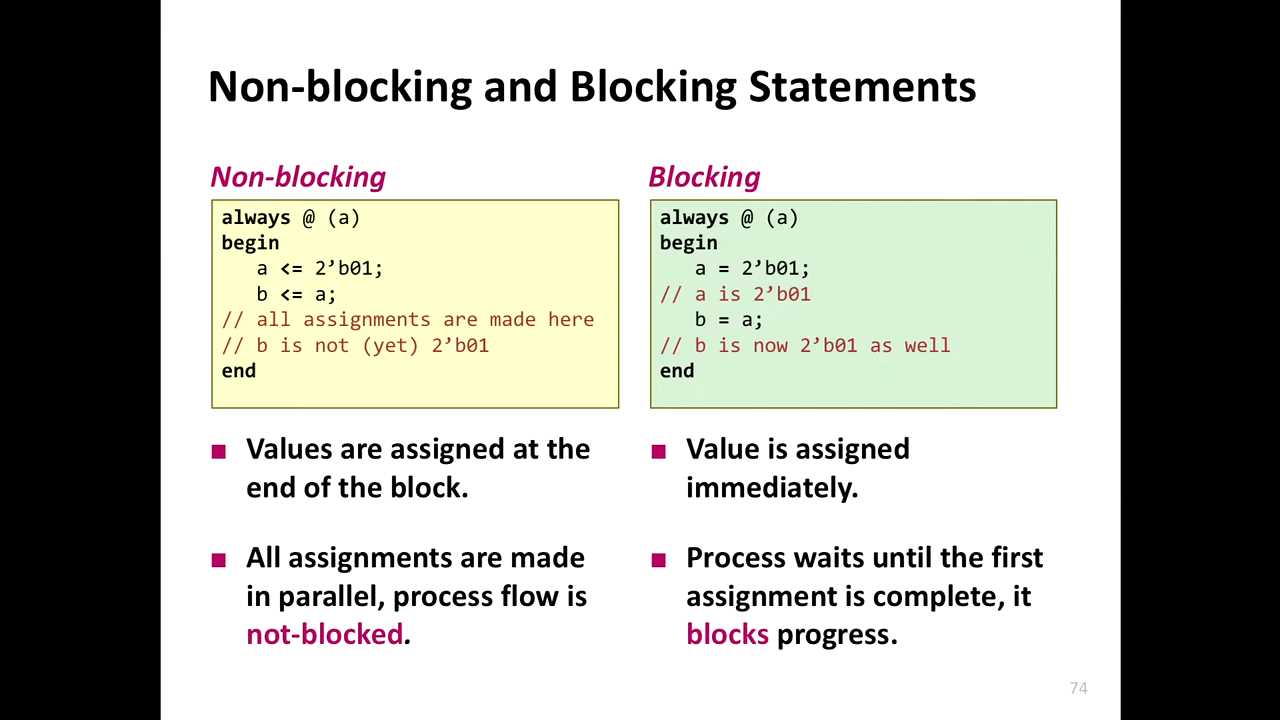 Non-blocking and Blocking Statements
Non-blocking
always @ (a)
begin
   a <= 2’b01;
   b <= a;
// all assignments are made here
// b is not (yet) 2’b01
end
■ Values are assigned at the
end of the block.
■ All assignments are made
in parallel, process flow is
not-blocked.
Blocking
always @ (a)
begin
   a = 2’b01;
// a is 2’b01
   b = a;
// b is now 2’b01 as well
end
■ Value is assigned
immediately.
■ Process waits until the first
assignment is complete, it
blocks progress.
74